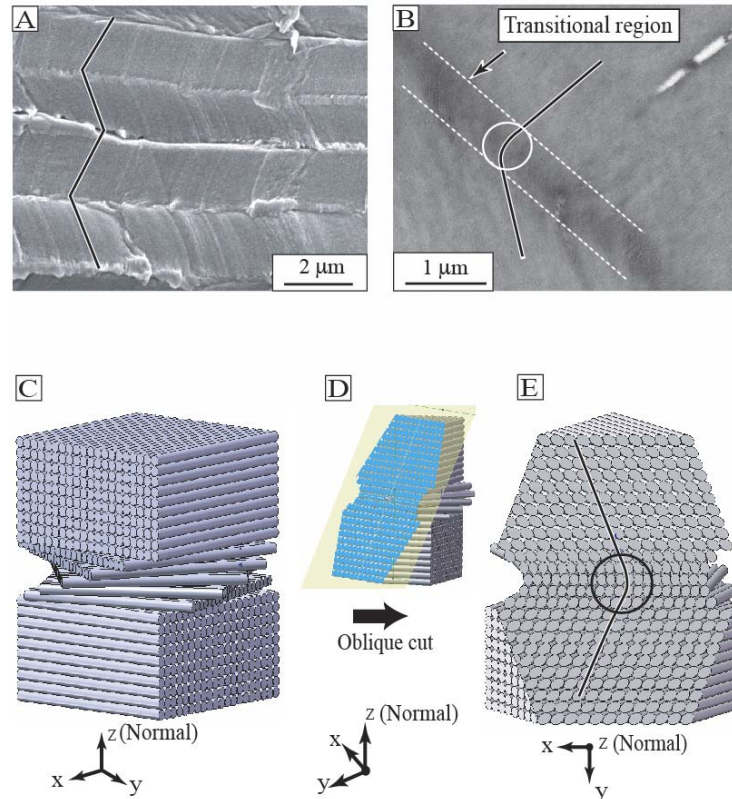 A
B
Transitional region
2 μm
1 μm
C
D
E
Oblique cut
z (Normal)
x
y
z (Normal)
x
y
z (Normal)
x
y